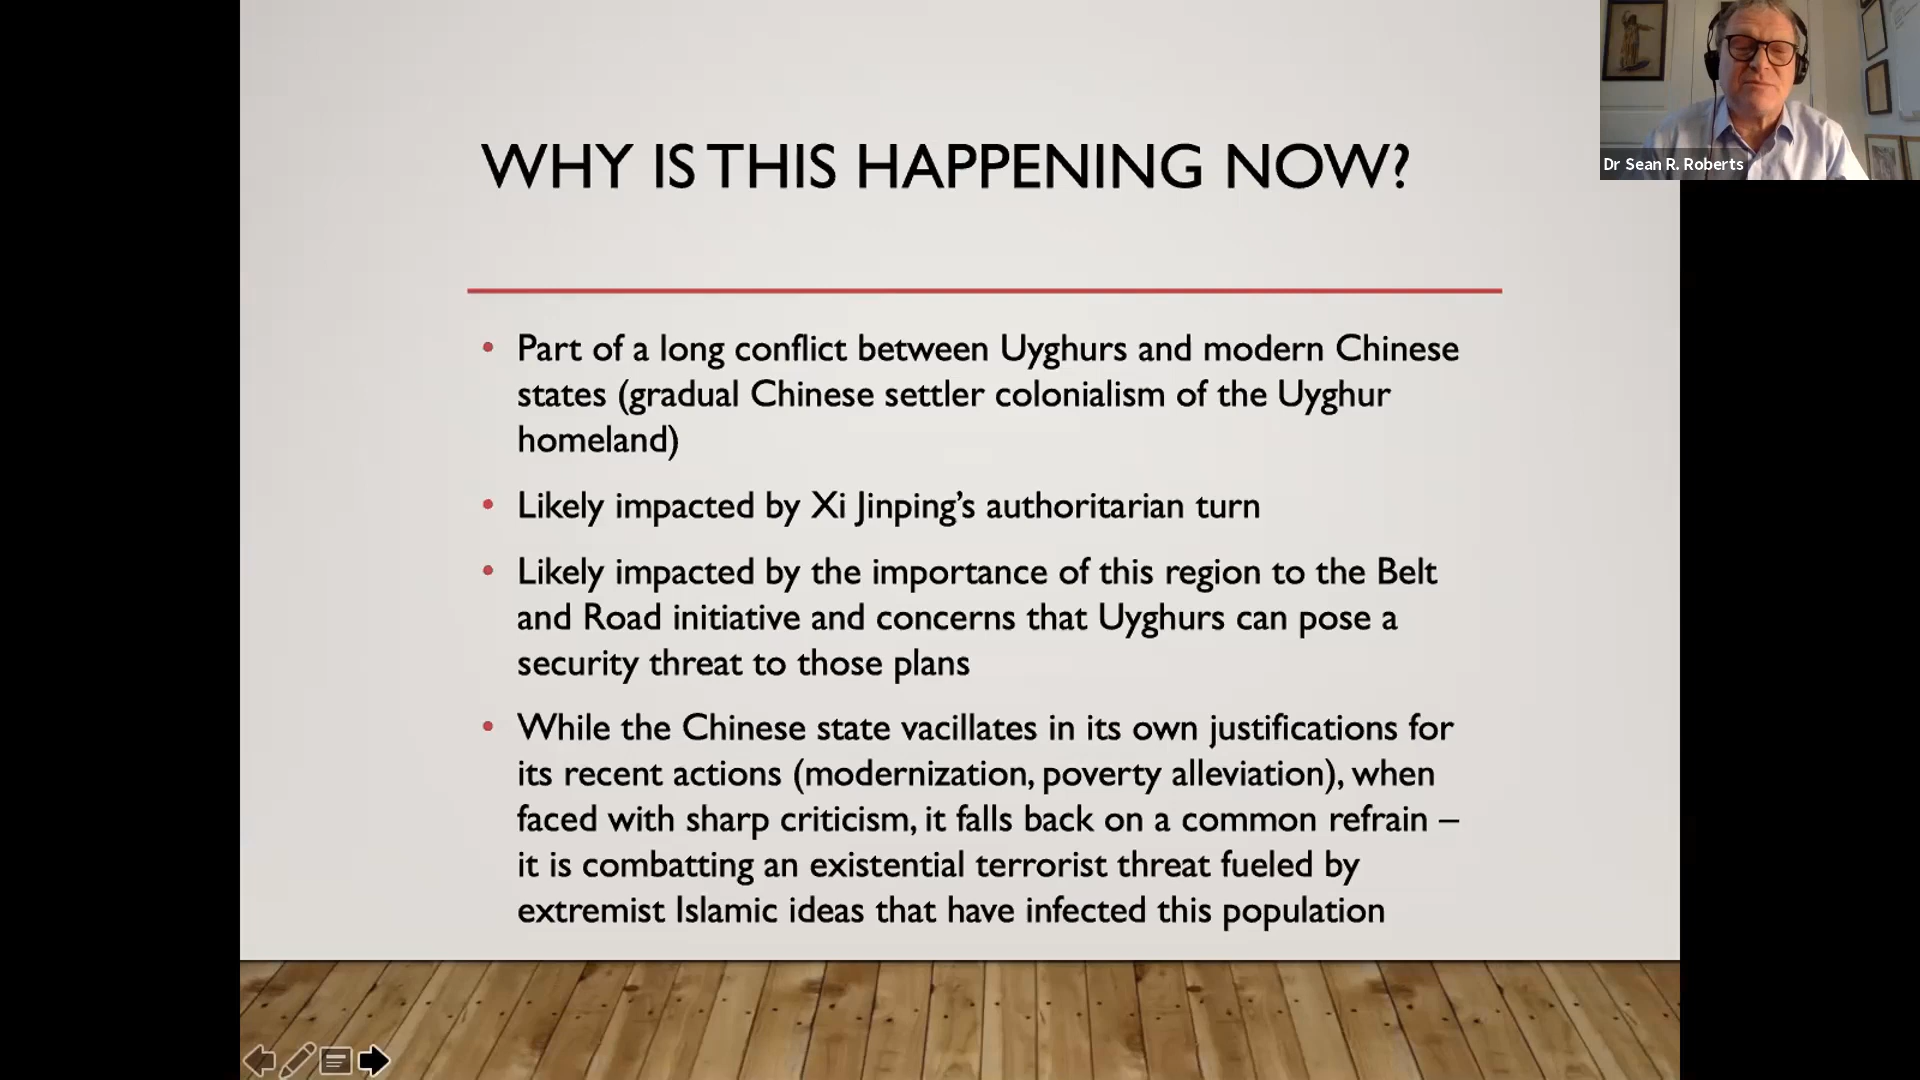 WHY IS THIS HAPPENING NOW?
Dr Sean R. Roberts
• Part of a long conflict between Uyghurs and modern Chinese
states (gradual Chinese settler colonialism of the Uyghur
homeland)
• Likely impacted by Xi Jinping’s authoritarian turn
• Likely impacted by the importance of this region to the Belt
and Road initiative and concerns that Uyghurs can pose a
security threat to those plans
• While the Chinese state vacillates in its own justifications for
its recent actions (modernization, poverty alleviation), when
faced with sharp criticism, it falls back on a common refrain –
it is combatting an existential terrorist threat fueled by
extremist Islamic ideas that have infected this population